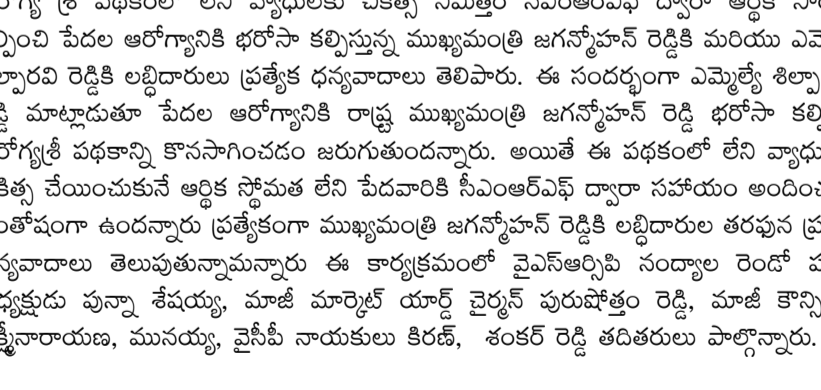 శ్రీ పథకంలో లేని వ్యాధులకు చికిత్స నిమిత్తం సీఎంఆర్ఎఫ్ ద్వారా ఆర్థిక
పేదల ఆరోగ్యానికి భరోసా కల్పిస్తున్న ముఖ్యమంత్రి జగన్మోహన్ రెడ్డికి మరియు ఎమ్
ల్పారవి రెడ్డికి లబ్ధిదారులు ప్రత్యేక ధన్యవాదాలు తెలిపారు. ఈ సందర్భంగా ఎమ్మెల్యే శిల్పా
డ్డి మాట్లాడుతూ పేదల ఆరోగ్యానికి రాష్ట్ర ముఖ్యమంత్రి జగన్మోహన్ రెడ్డి భరోసా కల్పి
రోగ్యశ్రీ పథకాన్ని కొనసాగించడం జరుగుతుందన్నారు. అయితే ఈ పథకంలో లేని వ్యాధు
కిత్స చేయించుకునే ఆర్థిక స్థోమత లేని పేదవారికి సీఎంఆర్ఎఫ్ ద్వారా సహాయం అందించ
ంతోషంగా ఉందన్నారు ప్రత్యేకంగా ముఖ్యమంత్రి జగన్మోహన్ రెడ్డికి లబ్ధిదారుల తరఫున ప్ర
న్యవాదాలు తెలుపుతున్నామన్నారు ఈ కార్యక్రమంలో వైఎస్ఆర్సిపి నంద్యాల రెండో ప
ధ్యక్షుడు పున్నా శేషయ్య, మాజీ మార్కెట్ యార్డ్ చైర్మన్ పురుషోత్తం రెడ్డి, మాజీ కౌన్సి
క్ష్మీనారాయణ, మునయ్య, వైసీపీ నాయకులు కిరణ్, శంకర్ రెడ్డి తదితరులు పాల్గొన్నారు.